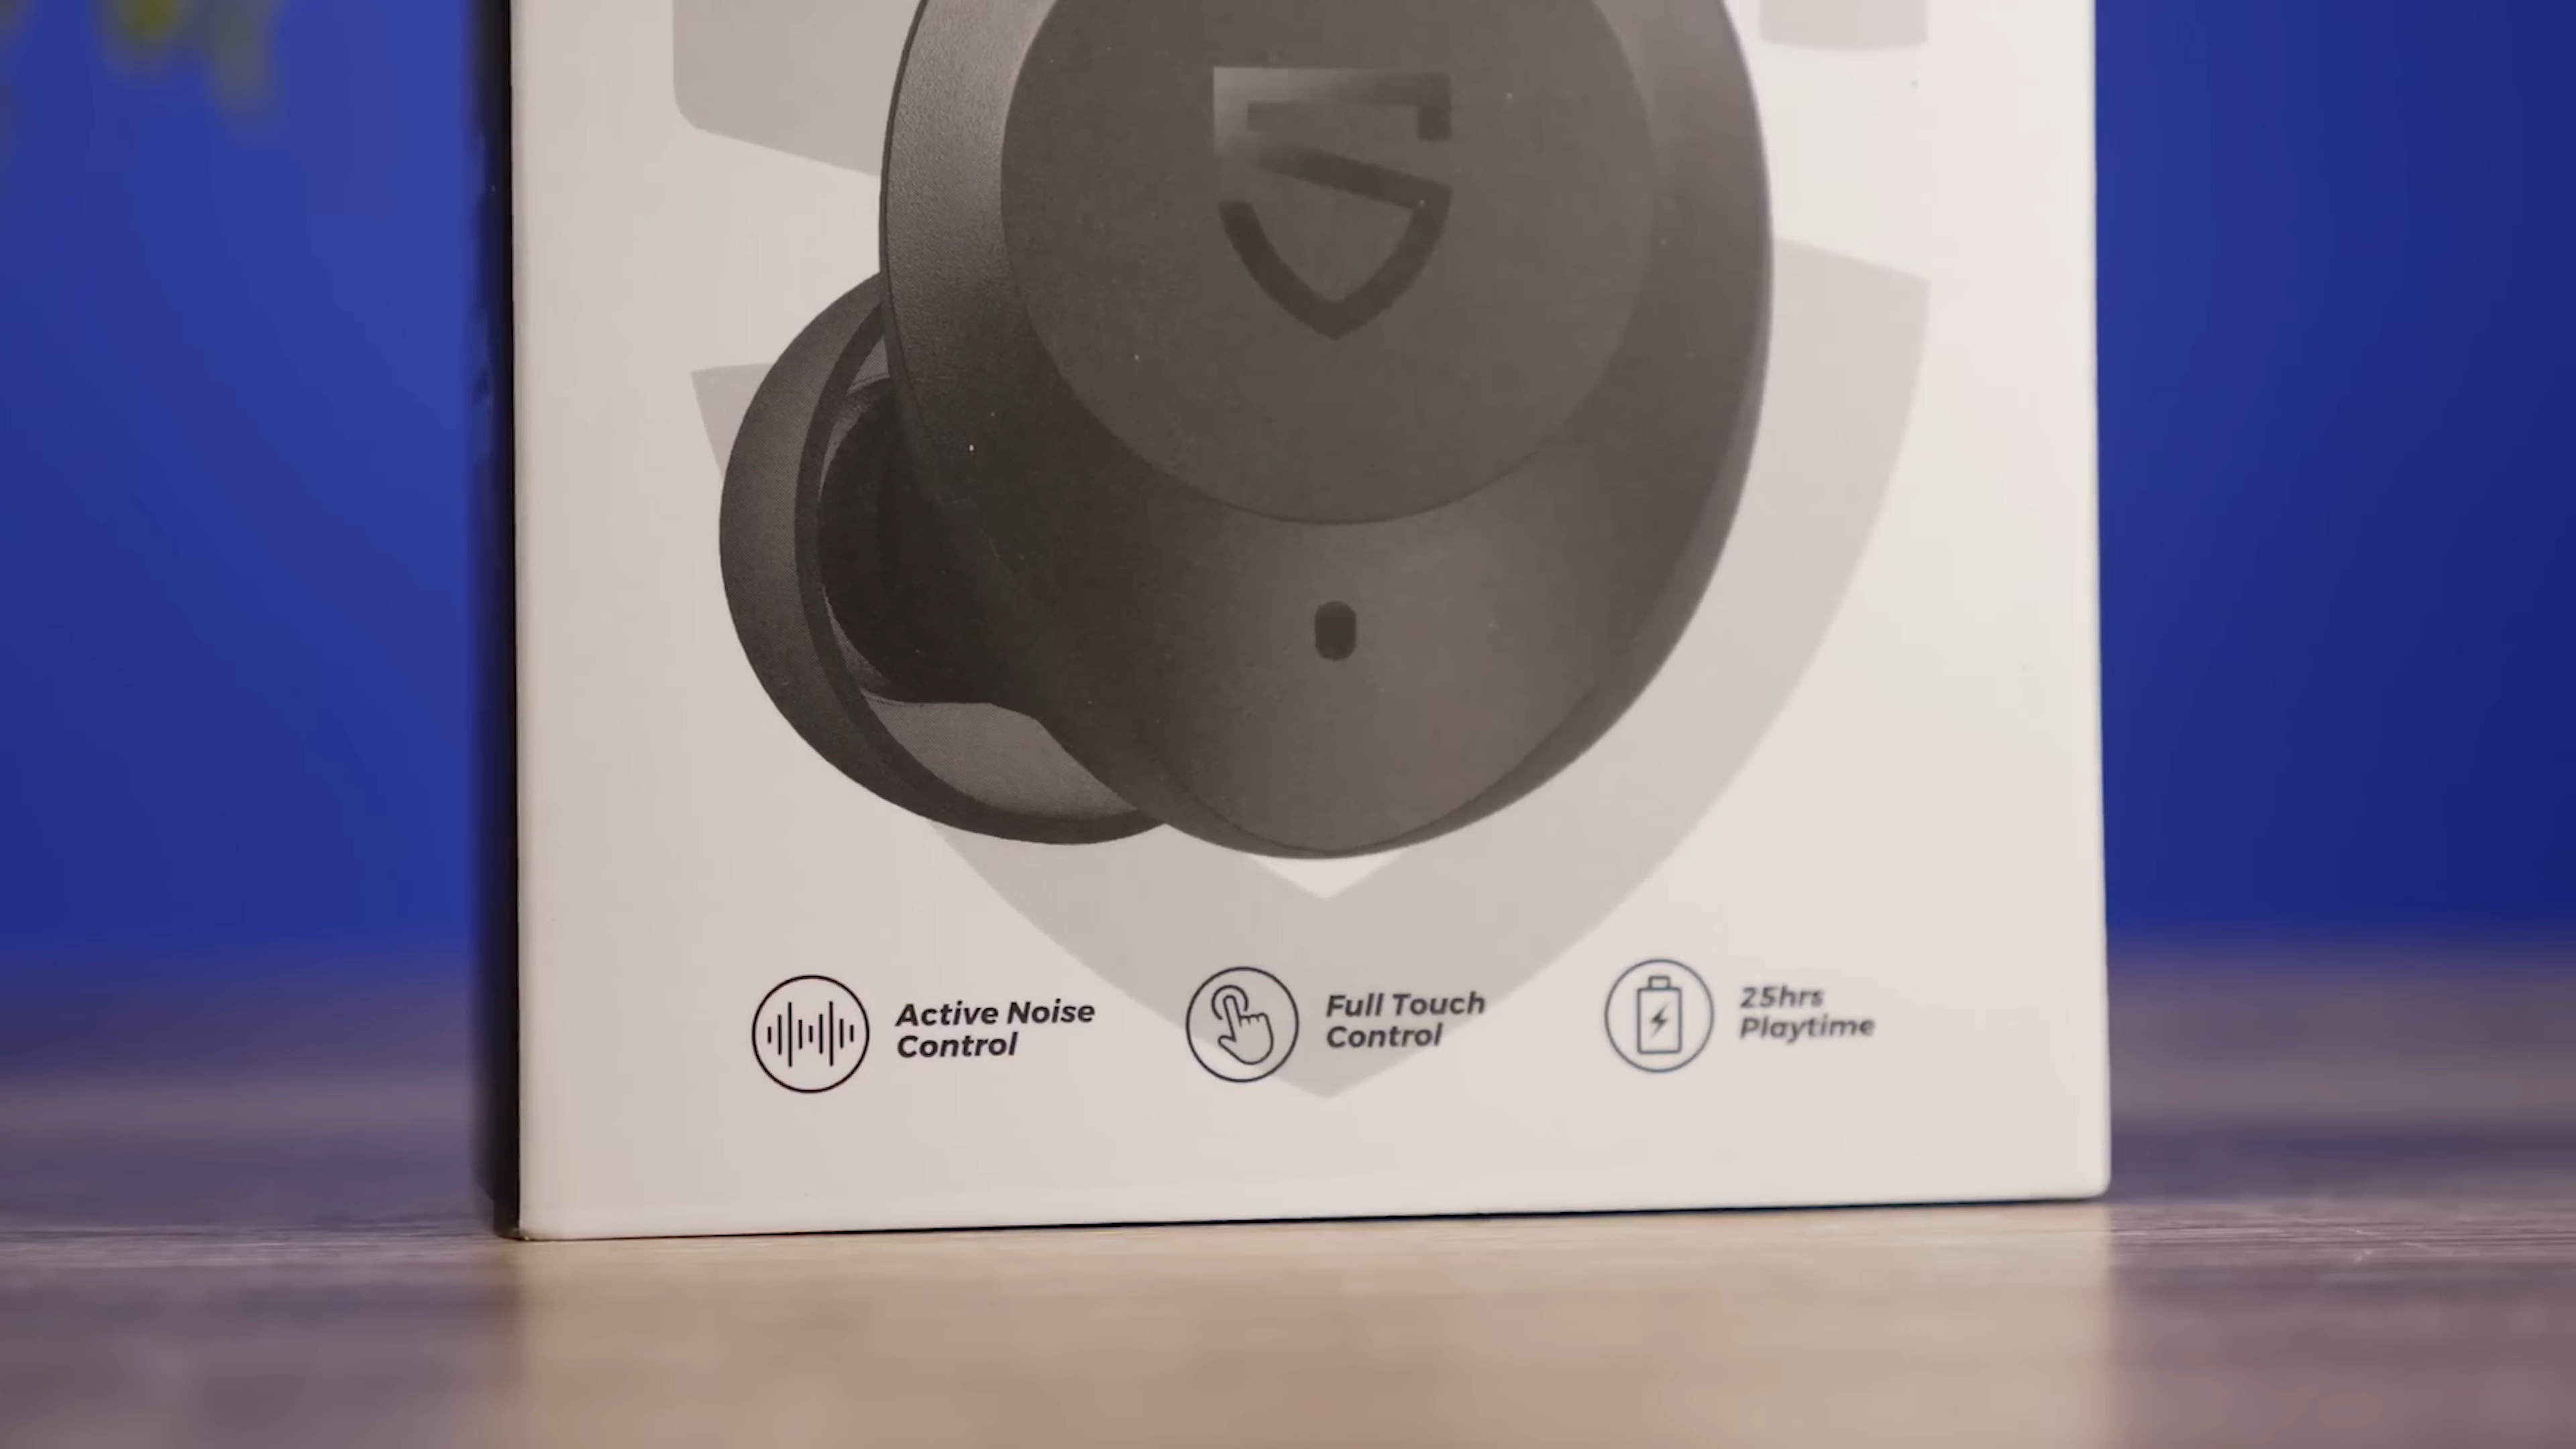 Active Noise
Control
Full Touch
Control
25hrs
Playtime